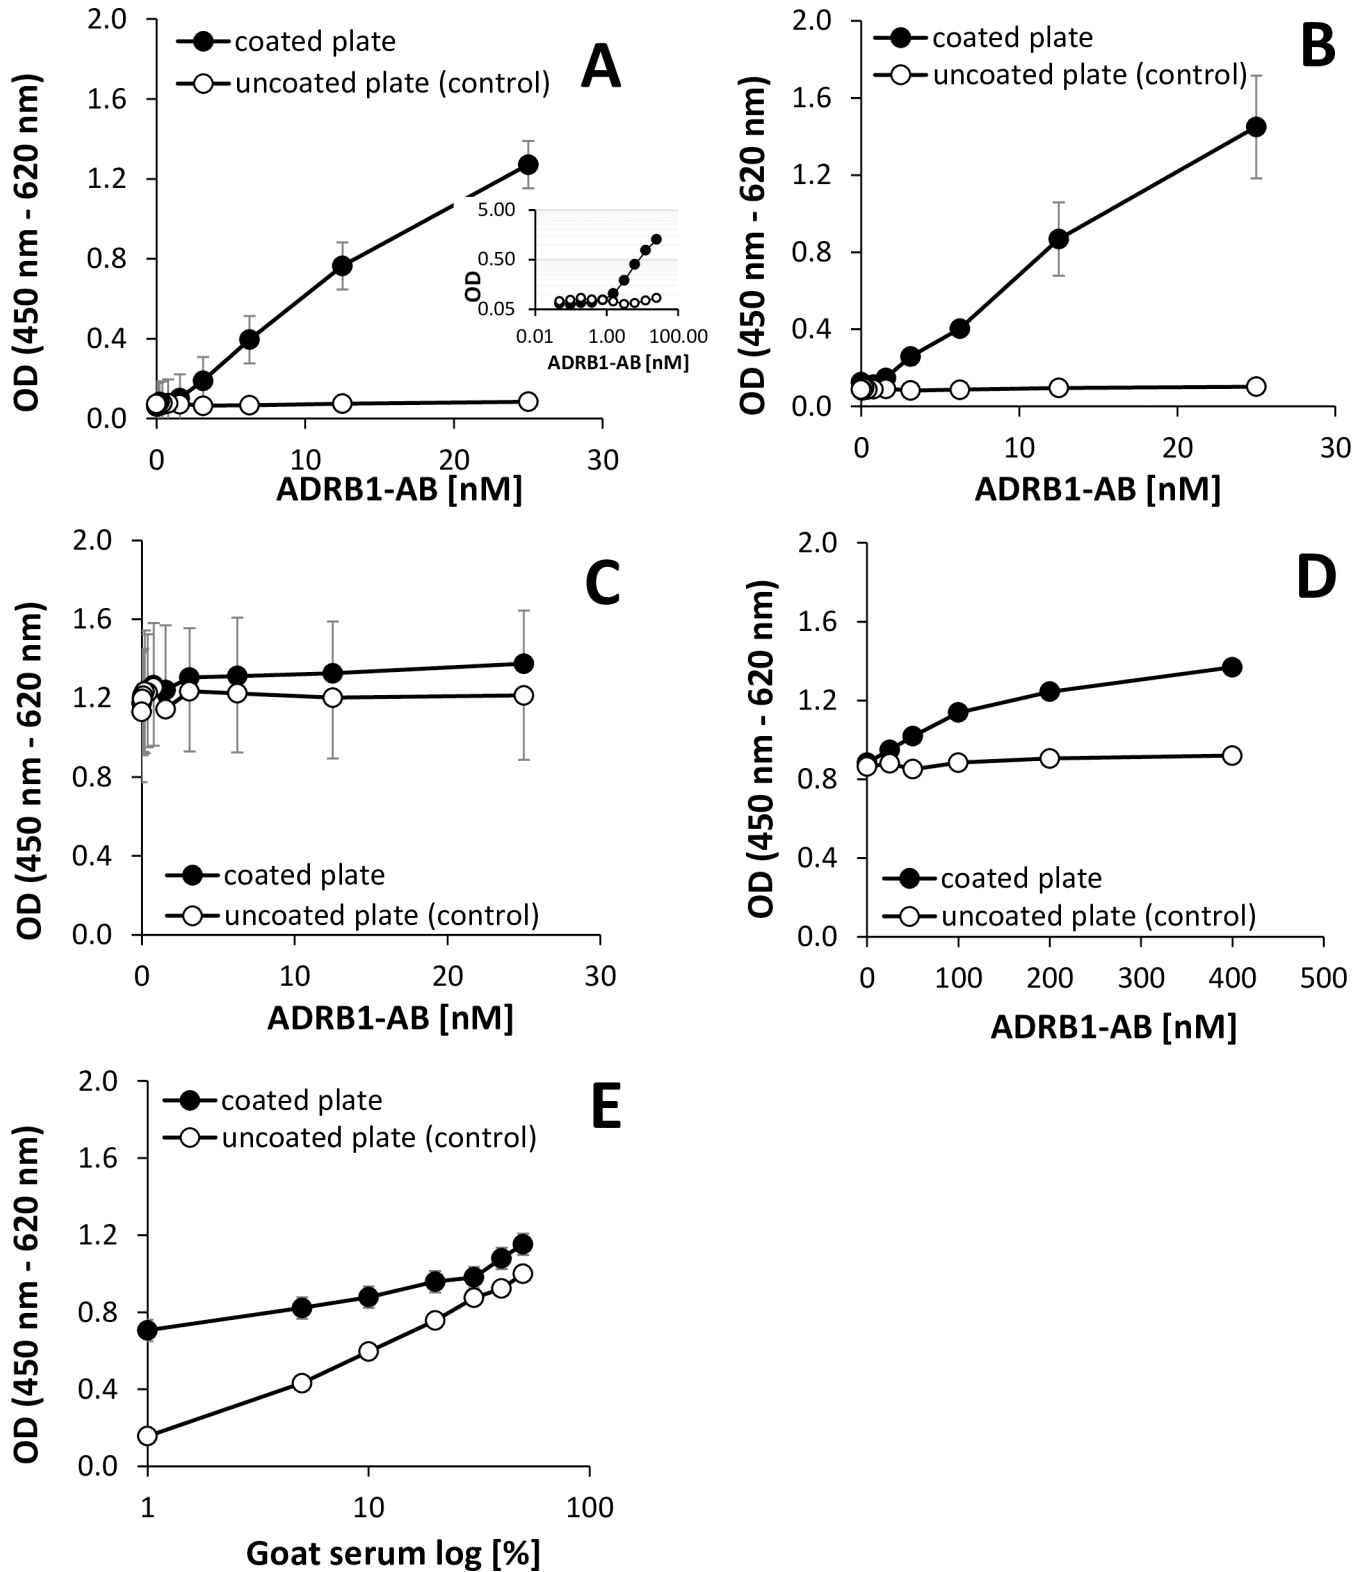 A
2.0
1.6
1.2
0.8
0.4
0.0
OD (450 nm - 620 nm)
coated plate
uncoated plate (control)
0 10 20 30
ADRB1-AB [nM]
5.00
0.50
0.05
OD
0.01 1.00 100.00
ADRB1-AB [nM]
B
2.0
1.6
1.2
0.8
0.4
0.0
OD (450 nm - 620 nm)
coated plate
uncoated plate (control)
0 10 20 30
ADRB1-AB [nM]
C
2.0
1.6
1.2
0.8
0.4
0.0
OD (450 nm - 620 nm)
coated plate
uncoated plate (control)
0 10 20 30
ADRB1-AB [nM]
D
2.0
1.6
1.2
0.8
0.4
0.0
OD (450 nm - 620 nm)
coated plate
uncoated plate (control)
0 100 200 300 400 500
ADRB1-AB [nM]
E
2.0
1.6
1.2
0.8
0.4
0.0
OD (450 nm - 620 nm)
coated plate
uncoated plate (control)
1 10 100
Goat serum log [%]